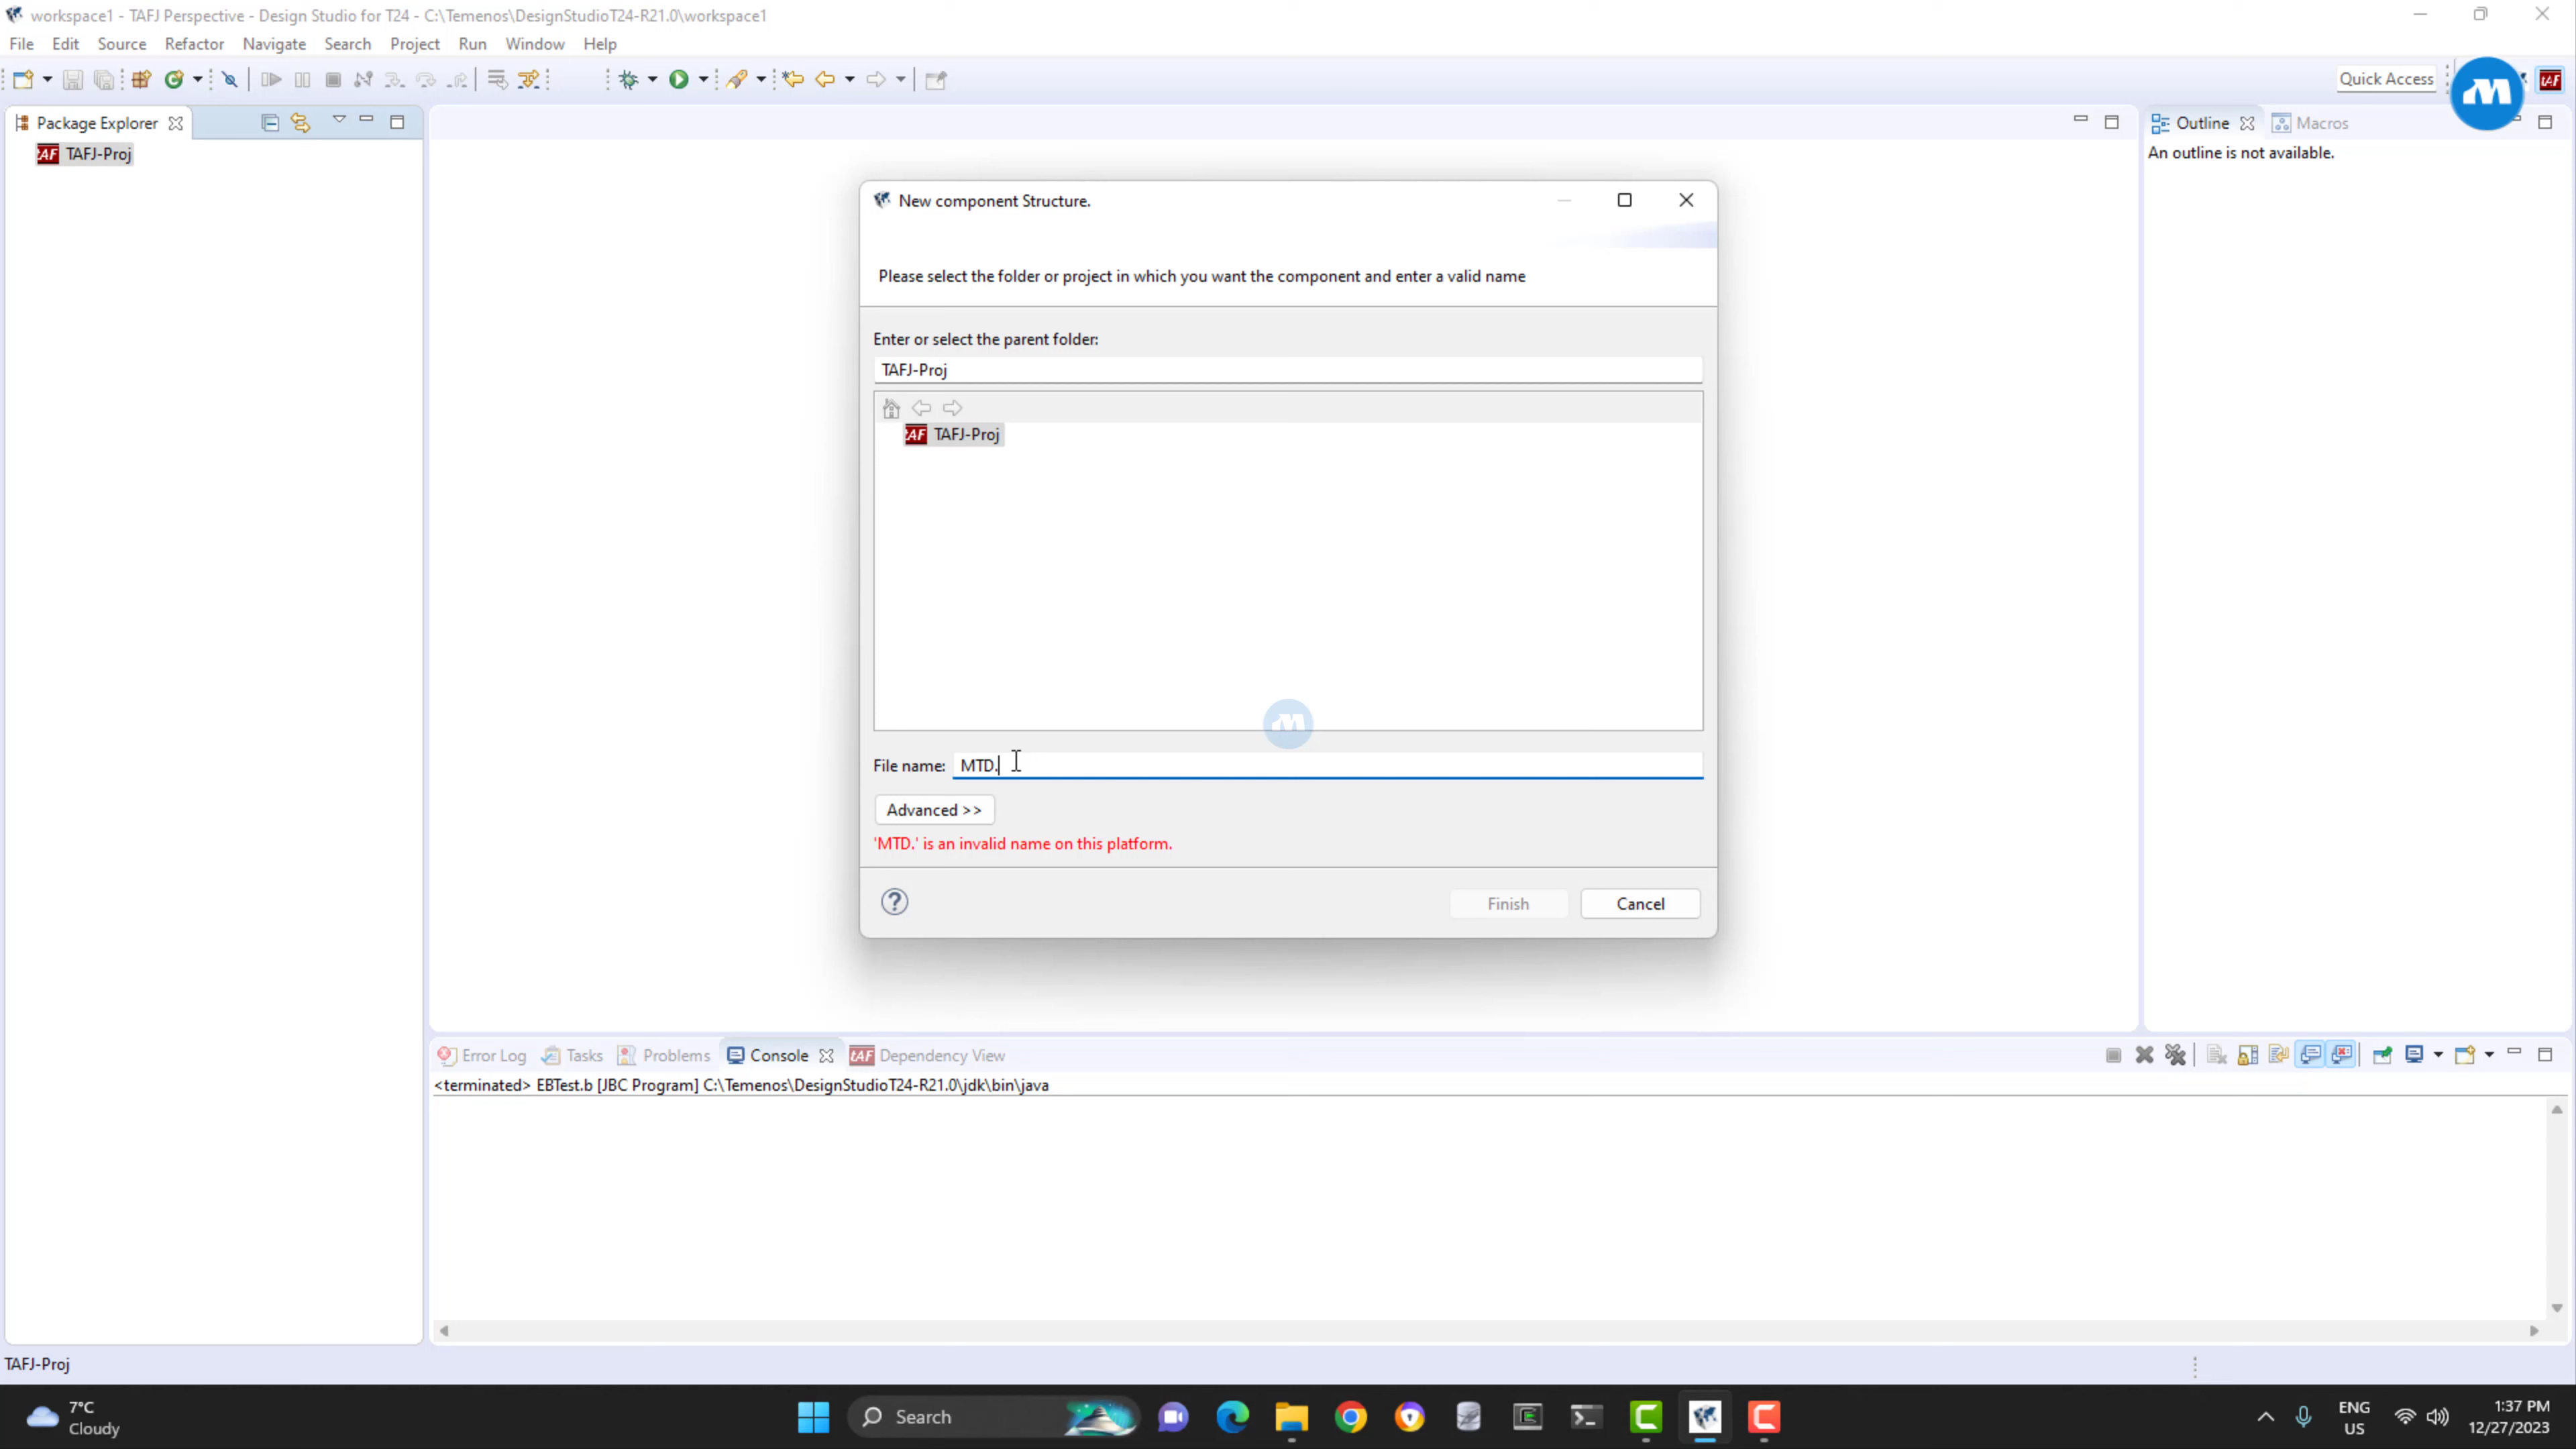 workspace1 - TAFJ Perspective - Design Studio for T24 - C:\Temenos\DesignStudioT24-R21.0\workspace1
File Edit Source Refactor Navigate Search Project Run Window Help
Quick Access
Package Explorer
Outline Macros
TAFJ-Proj
An outline is not available.
New component Structure.
Please select the folder or project in which you want the component and enter a valid name
Enter or select the parent folder:
TAFJ-Proj
TAFJ-Proj
File name: MTD.
Advanced >>
'MTD.' is an invalid name on this platform.
Finish Cancel
Error Log Tasks Problems Console Dependency View
<terminated> EBTest.b [JBC Program] C:\Temenos\DesignStudioT24-R21.0\jdk\bin\java
TAFJ-Proj
7°C
Cloudy
Search
ENG
US
1:37 PM
12/27/2023